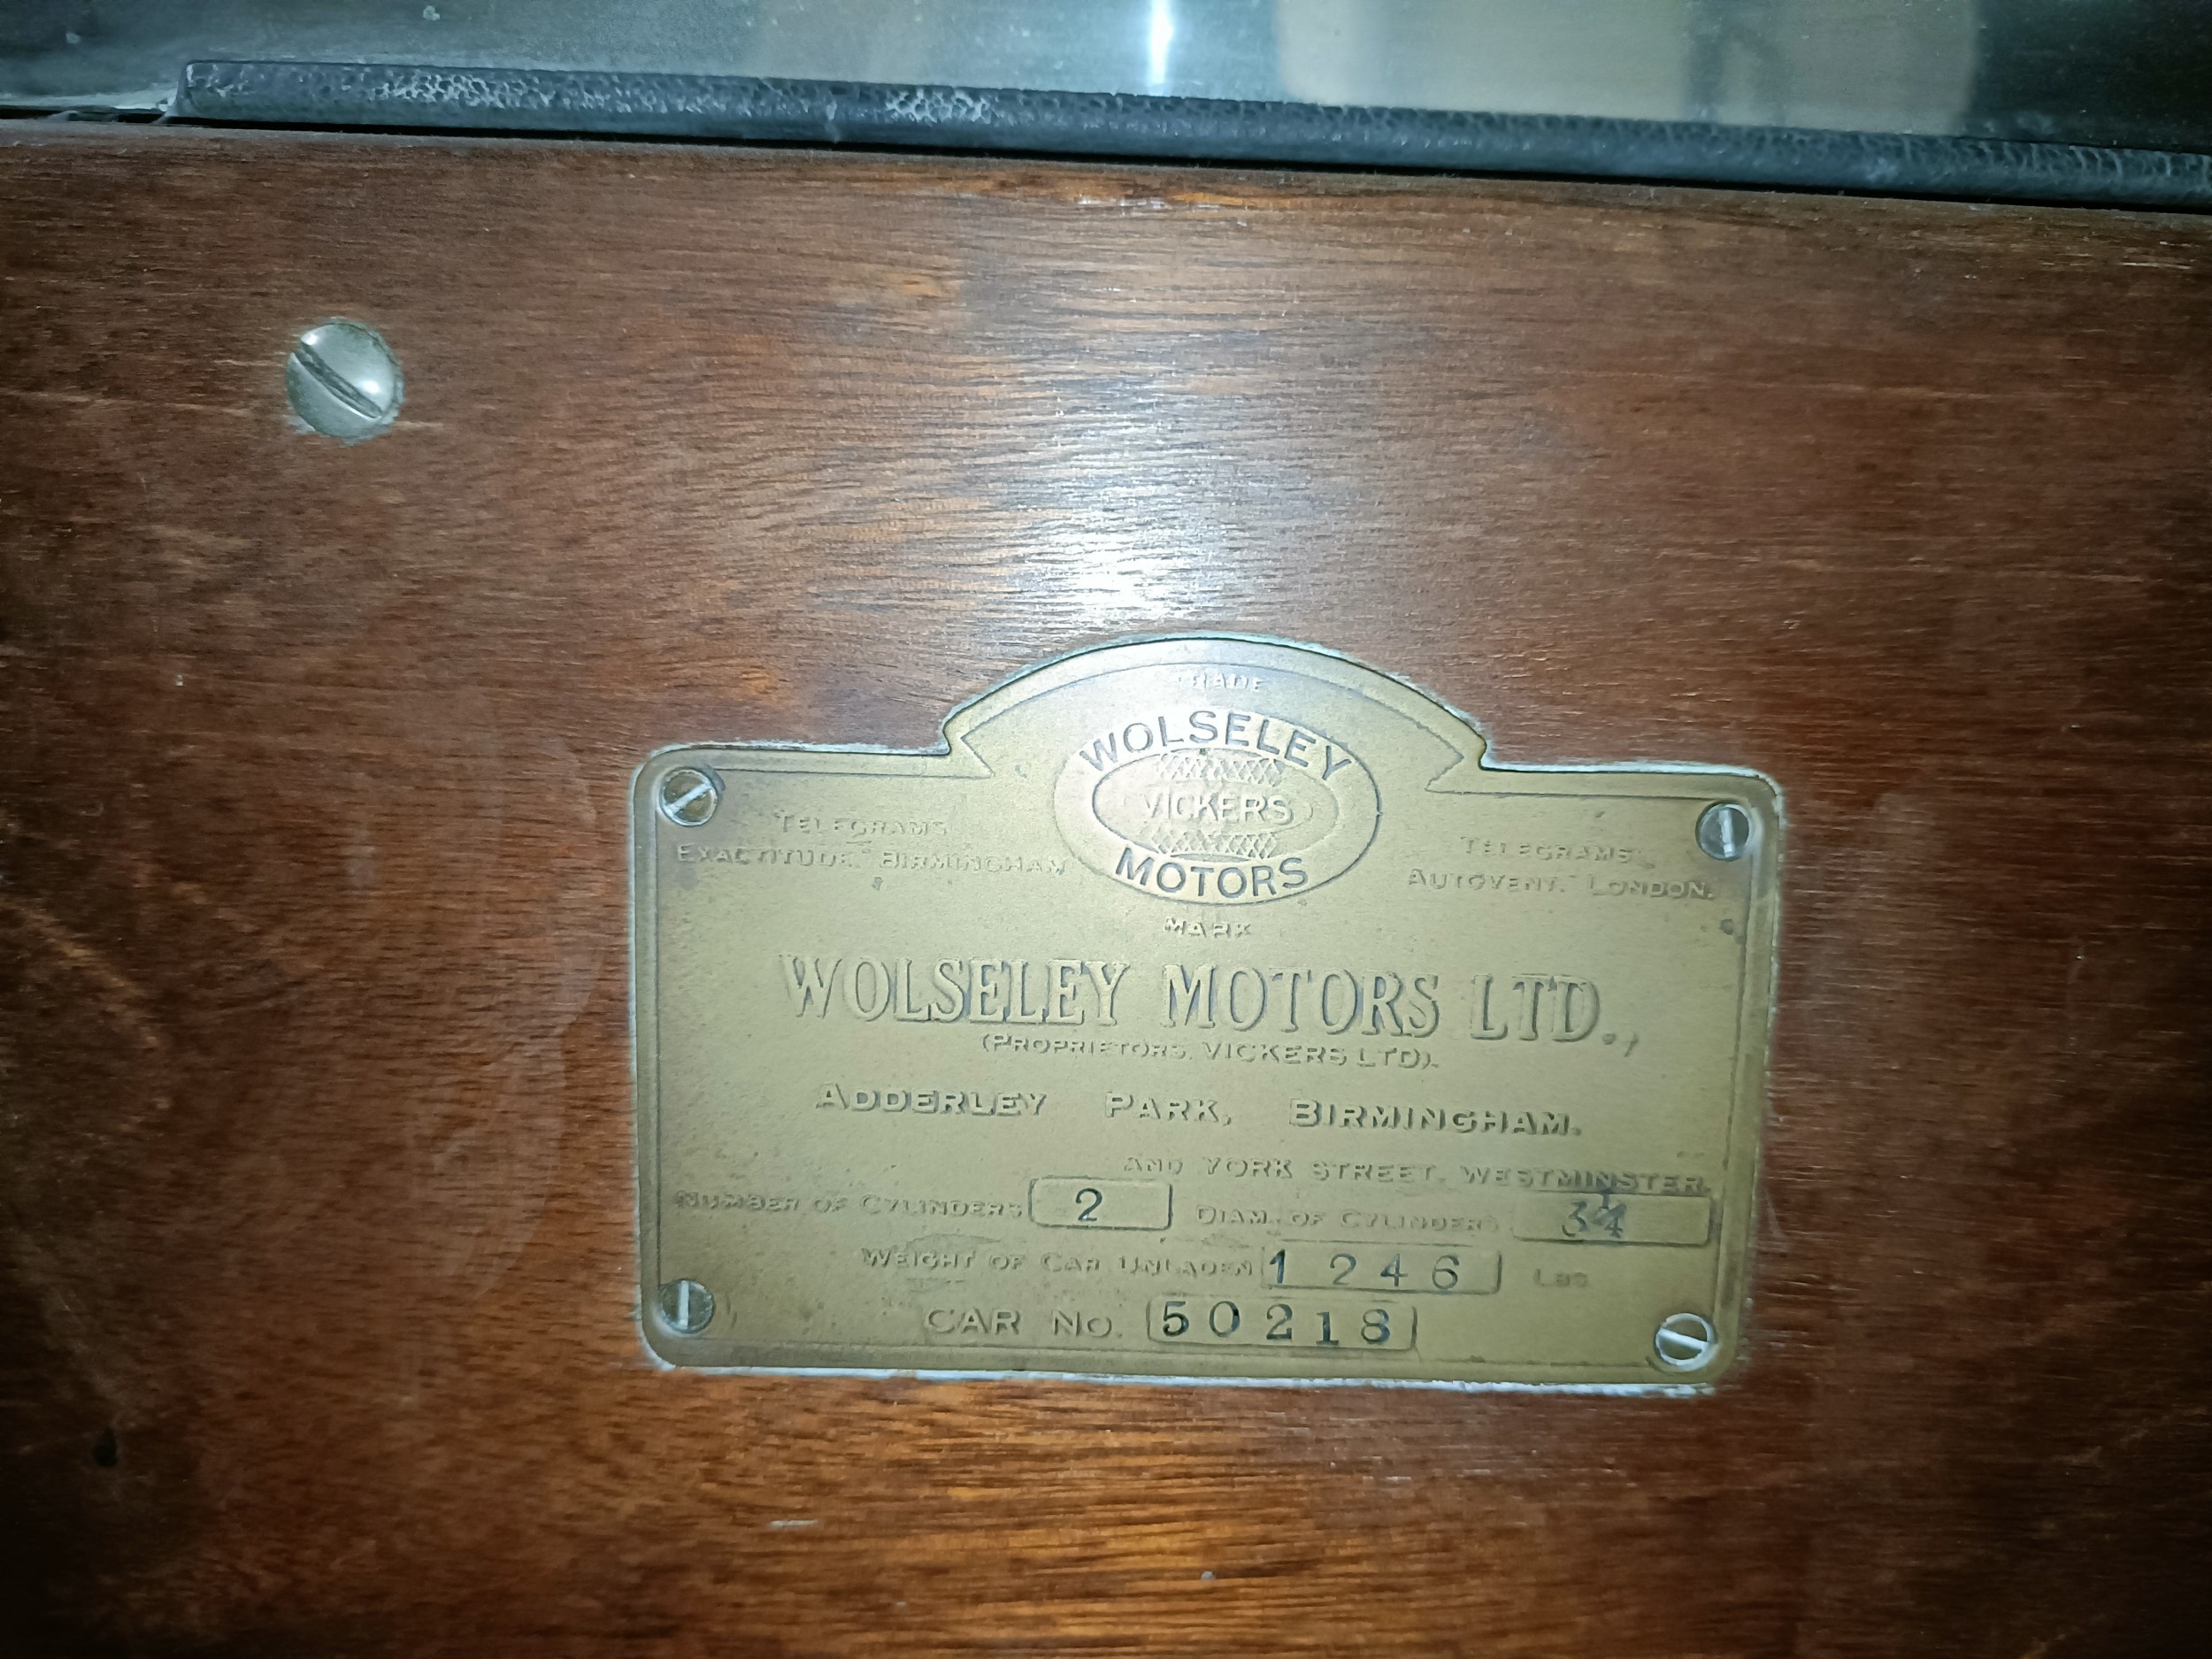 TRADE
WOLSELEY
VICKERS
MOTORS
MARK
TELEGRAMS
"EXACTITUDE." BIRMINGHAM
TELEGRAMS
"AUTOVENT." LONDON.
WOLSELEY MOTORS LTD.,
(PROPRIETORS, VICKERS LTD).
ADDERLEY PARK, BIRMINGHAM.
AND YORK STREET, WESTMINSTER.
NUMBER OF CYLINDERS 2 DIAM. OF CYLINDERS 3 1/4
WEIGHT OF CAR UNLADEN 1246 LBS
CAR NO. 50218